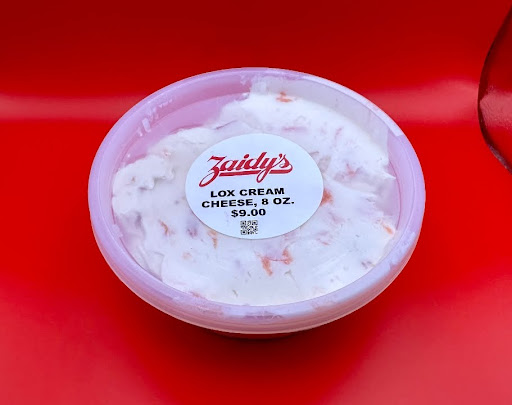 Zaidy's
LOX CREAM
CHEESE, 8 OZ.
$9.00